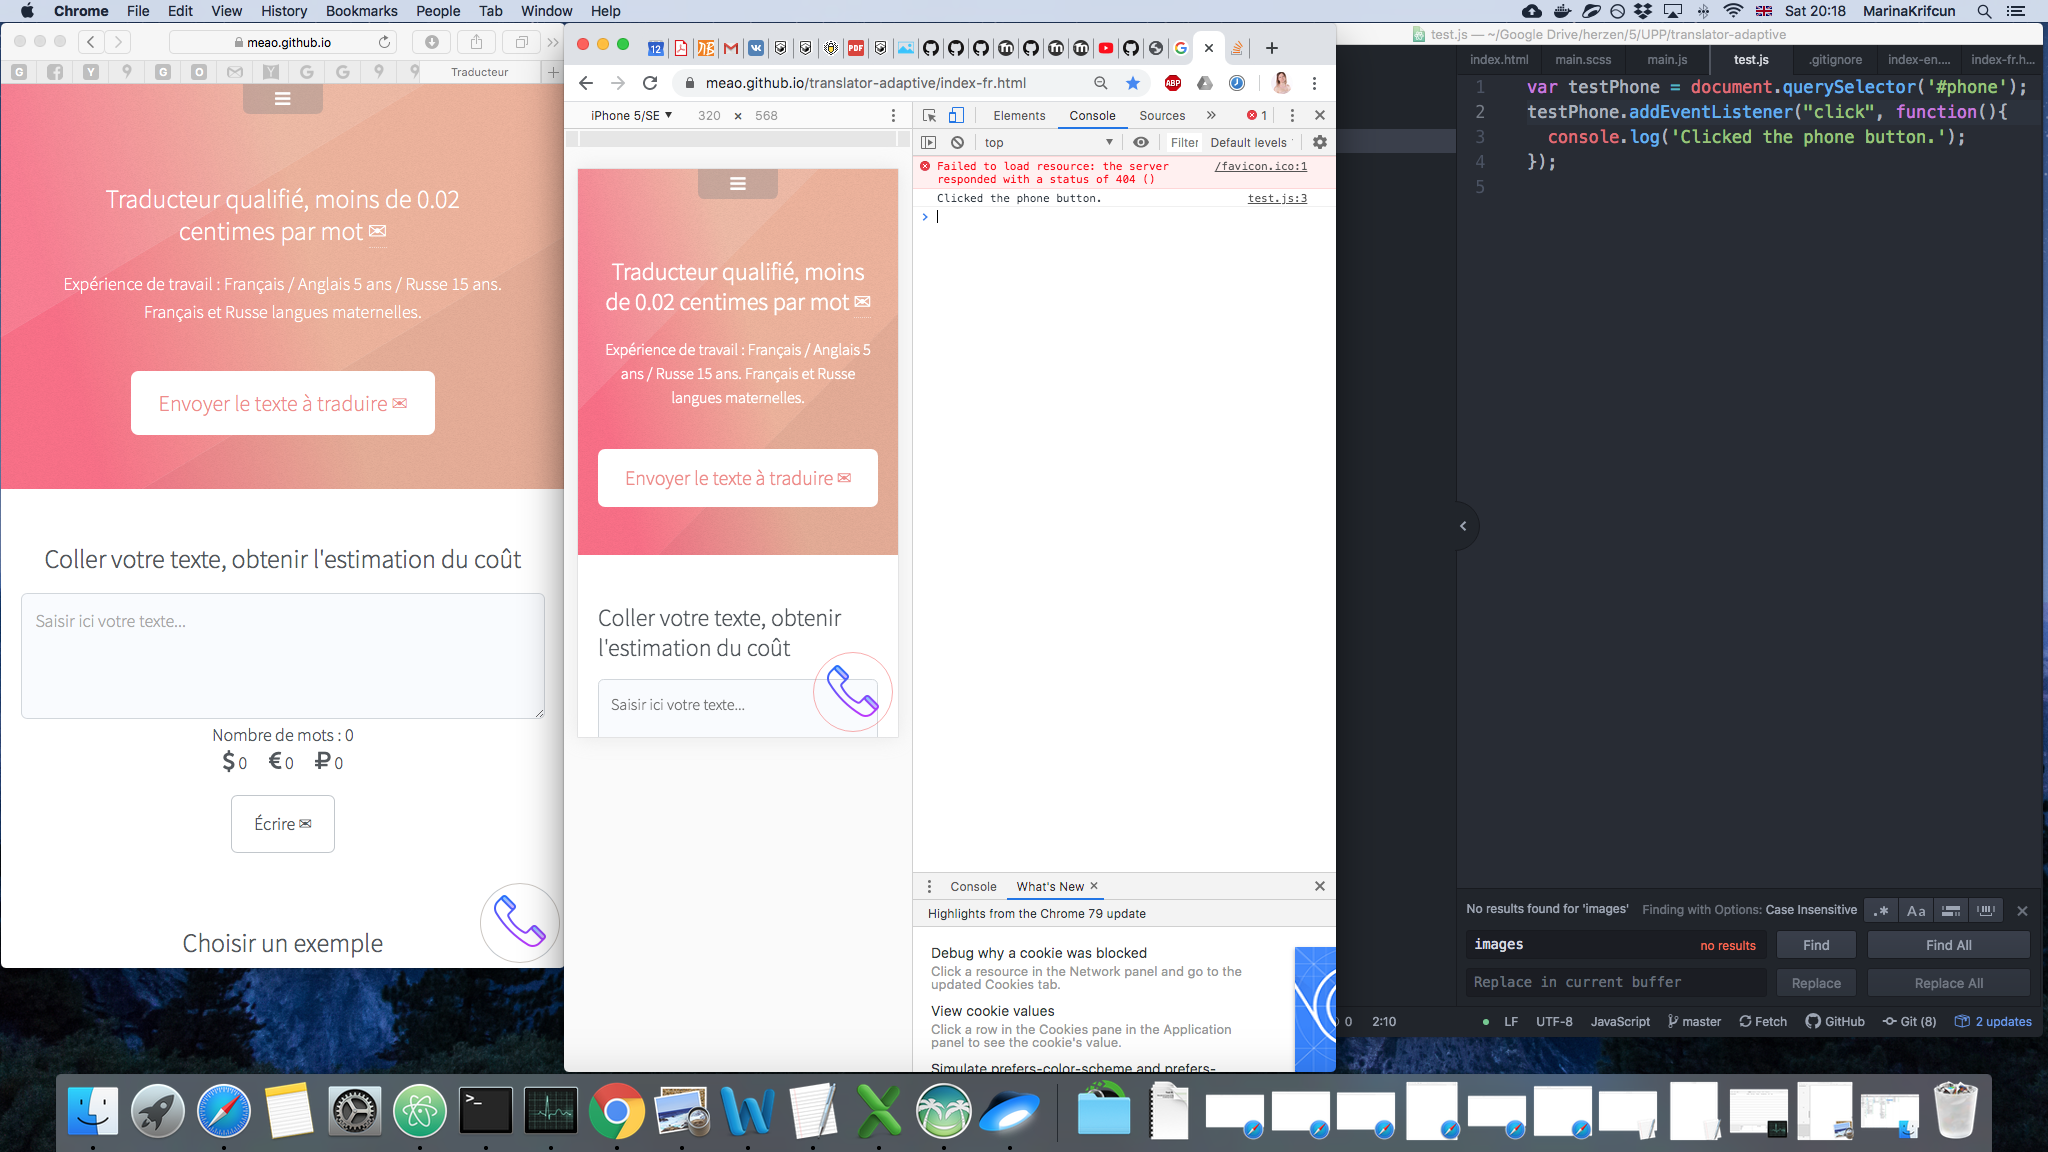 Chrome File Edit View History Bookmarks People Tab Window Help
Sat 20:18 MarinaKrifcun
meao.github.io
Traducteur
Traducteur qualifié, moins de 0.02
centimes par mot ✉
Expérience de travail : Français / Anglais 5 ans / Russe 15 ans.
Français et Russe langues maternelles.
Envoyer le texte à traduire ✉
Coller votre texte, obtenir l'estimation du coût
Saisir ici votre texte...
Nombre de mots : 0
$ 0 € 0 ₽ 0
Écrire ✉
Choisir un exemple
meao.github.io/translator-adaptive/index-fr.html
iPhone 5/SE ▼ 320 × 568
Traducteur qualifié, moins
de 0.02 centimes par mot ✉
Expérience de travail : Français / Anglais 5
ans / Russe 15 ans. Français et Russe
langues maternelles.
Envoyer le texte à traduire ✉
Coller votre texte, obtenir
l'estimation du coût
Saisir ici votre texte...
Elements Console Sources » 1
top ▼ Filter Default levels
Failed to load resource: the server /favicon.ico:1
responded with a status of 404 ()
Clicked the phone button. test.js:3
Console What's New ×
Highlights from the Chrome 79 update
Debug why a cookie was blocked
Click a resource in the Network panel and go to the
updated Cookies tab.
View cookie values
Click a row in the Cookies pane in the Application
panel to see the cookie's value.
Simulate prefers-color-scheme and prefers-
test.js — ~/Google Drive/herzen/5/UPP/translator-adaptive
index.html main.scss main.js test.js .gitignore index-en.... index-fr.h...
1 var testPhone = document.querySelector('#phone');
2 testPhone.addEventListener("click", function(){
3 console.log('Clicked the phone button.');
4 });
5
No results found for 'images' Finding with Options: Case Insensitive .* Aa
images no results Find Find All
Replace in current buffer Replace Replace All
0 2:10 LF UTF-8 JavaScript master Fetch GitHub Git (8) 2 updates